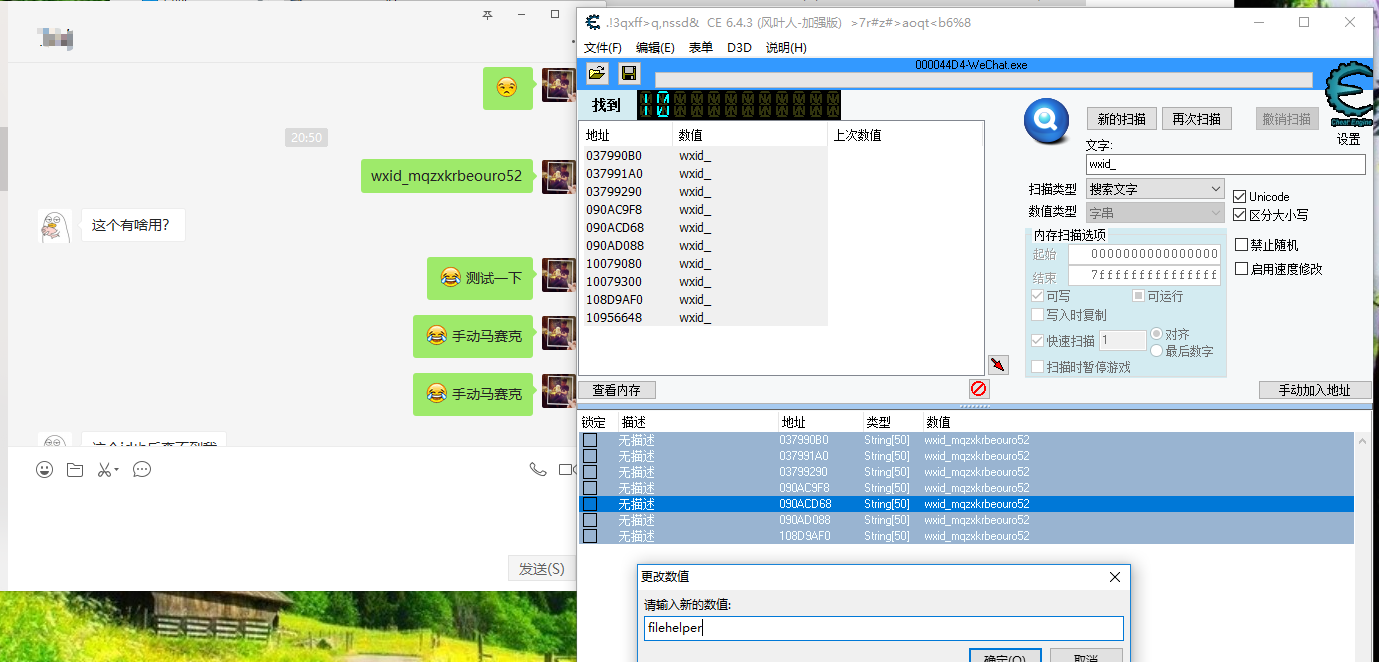 20:50
wxid_mqzxkrbeouro52
这个有啥用?
测试一下
手动马赛克
手动马赛克
发送(S)
.!3qxff>q,nssd& CE 6.4.3 (风叶人-加强版) >7r#z#>aoqt<b6%8
文件(F) 编辑(E) 表单 D3D 说明(H)
000044D4-WeChat.exe
找到 10
Cheat Engine
设置
地址 数值 上次数值
037990B0 wxid_
037991A0 wxid_
03799290 wxid_
090AC9F8 wxid_
090ACD68 wxid_
090AD088 wxid_
10079080 wxid_
10079300 wxid_
108D9AF0 wxid_
10956648 wxid_
新的扫描 再次扫描 撤销扫描
文字:
wxid_
扫描类型 搜索文字
数值类型 字串
Unicode
区分大小写
禁止随机
启用速度修改
内存扫描选项
起始 0000000000000000
结束 7fffffffffffffff
可写 可运行
写入时复制
快速扫描 1 对齐
最后数字
扫描时暂停游戏
查看内存 手动加入地址
锁定 描述 地址 类型 数值
无描述 037990B0 String[50] wxid_mqzxkrbeouro52
无描述 037991A0 String[50] wxid_mqzxkrbeouro52
无描述 03799290 String[50] wxid_mqzxkrbeouro52
无描述 090AC9F8 String[50] wxid_mqzxkrbeouro52
无描述 090ACD68 String[50] wxid_mqzxkrbeouro52
无描述 090AD088 String[50] wxid_mqzxkrbeouro52
无描述 108D9AF0 String[50] wxid_mqzxkrbeouro52
更改数值
请输入新的数值:
filehelper
确定(O) 取消